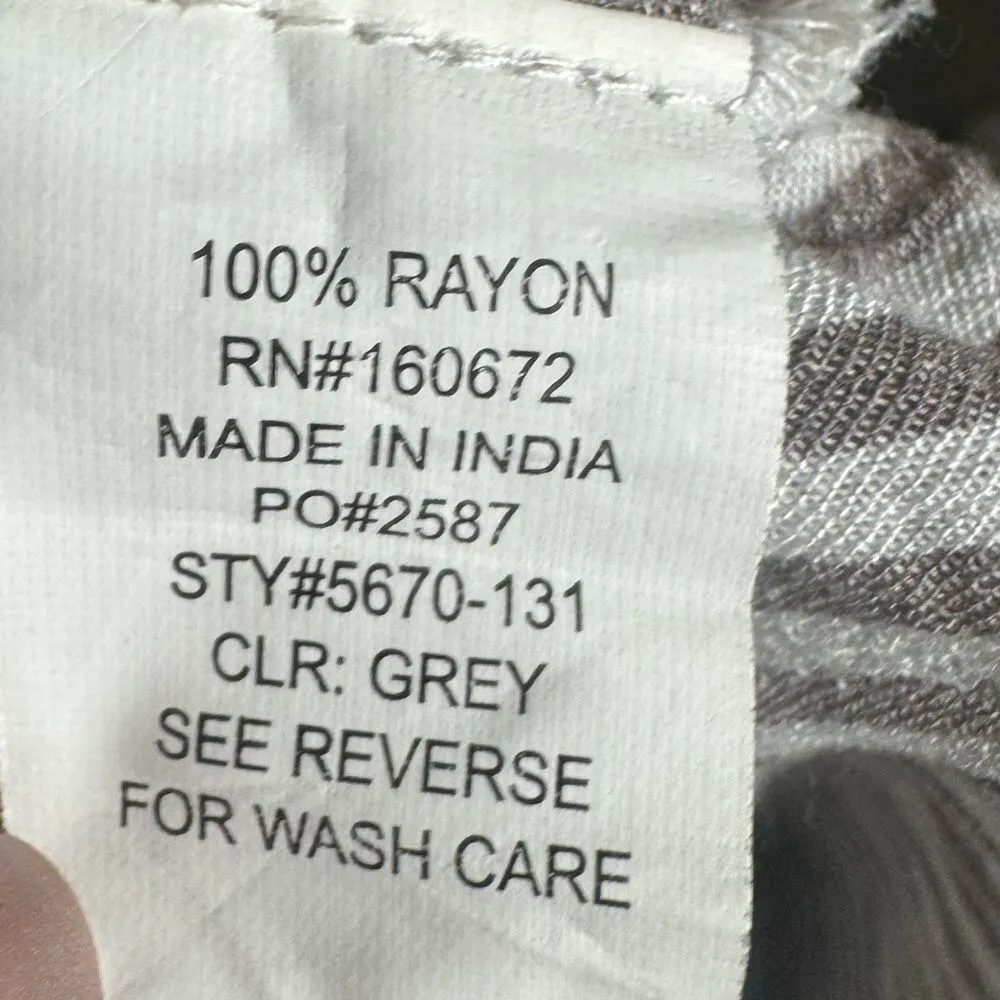 100% RAYON
RN#160672
MADE IN INDIA
PO#2587
STY#5670-131
CLR: GREY
SEE REVERSE
FOR WASH CARE